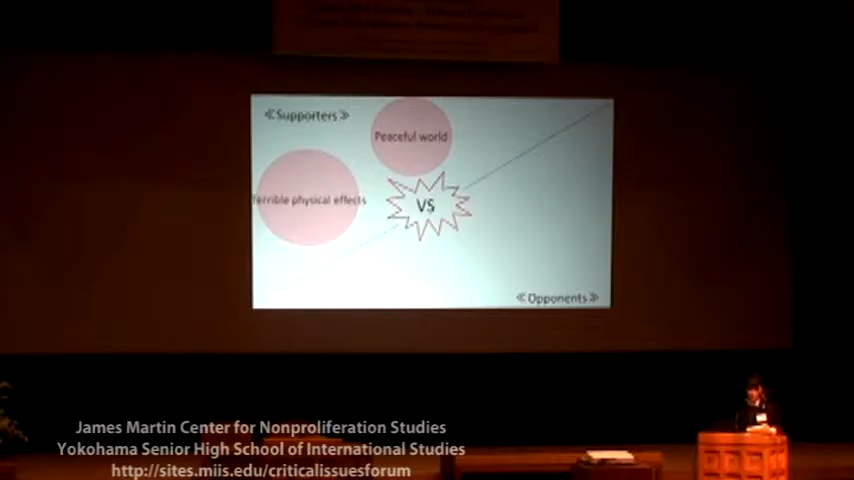 ≪Supporters≫
Peaceful world
Terrible physical effects
VS
≪Opponents≫
James Martin Center for Nonproliferation Studies
Yokohama Senior High School of International Studies
http://sites.miis.edu/criticalissuesforum